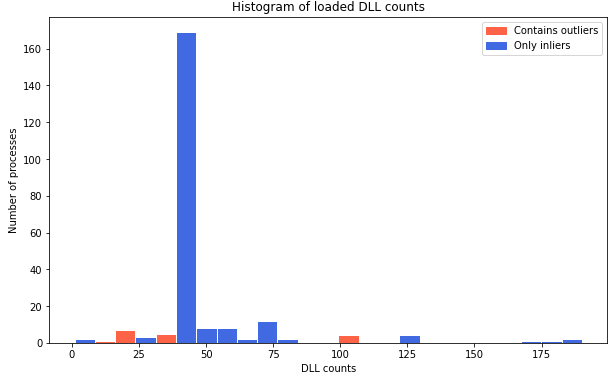 Histogram of loaded DLL counts
Contains outliers
Only inliers
Number of processes
160
140
120
100
80
60
40
20
0
0 25 50 75 100 125 150 175
DLL counts